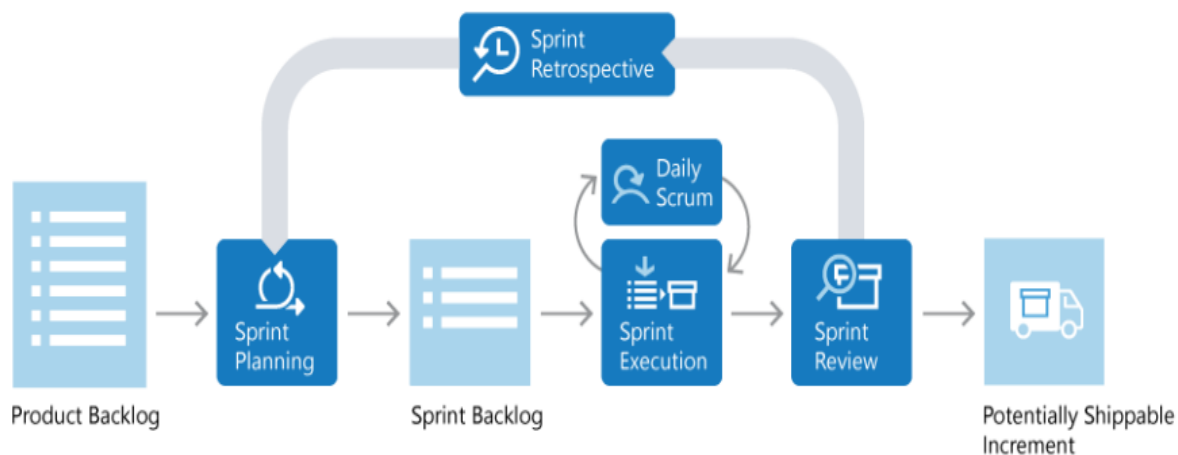 Sprint
Retrospective
Daily
Scrum
Sprint
Planning
Sprint
Execution
Sprint
Review
Product Backlog
Sprint Backlog
Potentially Shippable
Increment